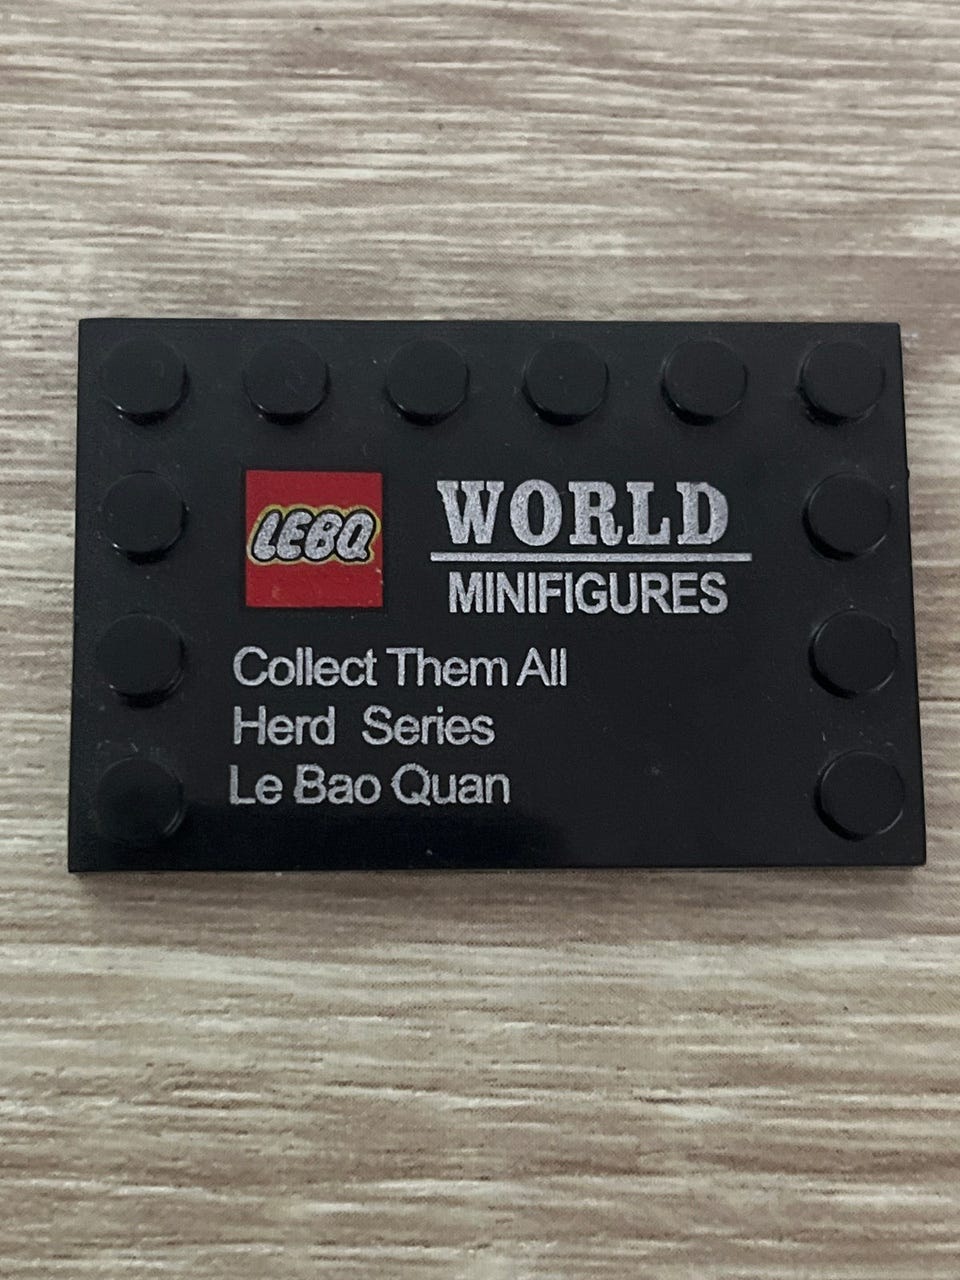 LEBQ
WORLD
MINIFIGURES
Collect Them All
Herd Series
Le Bao Quan